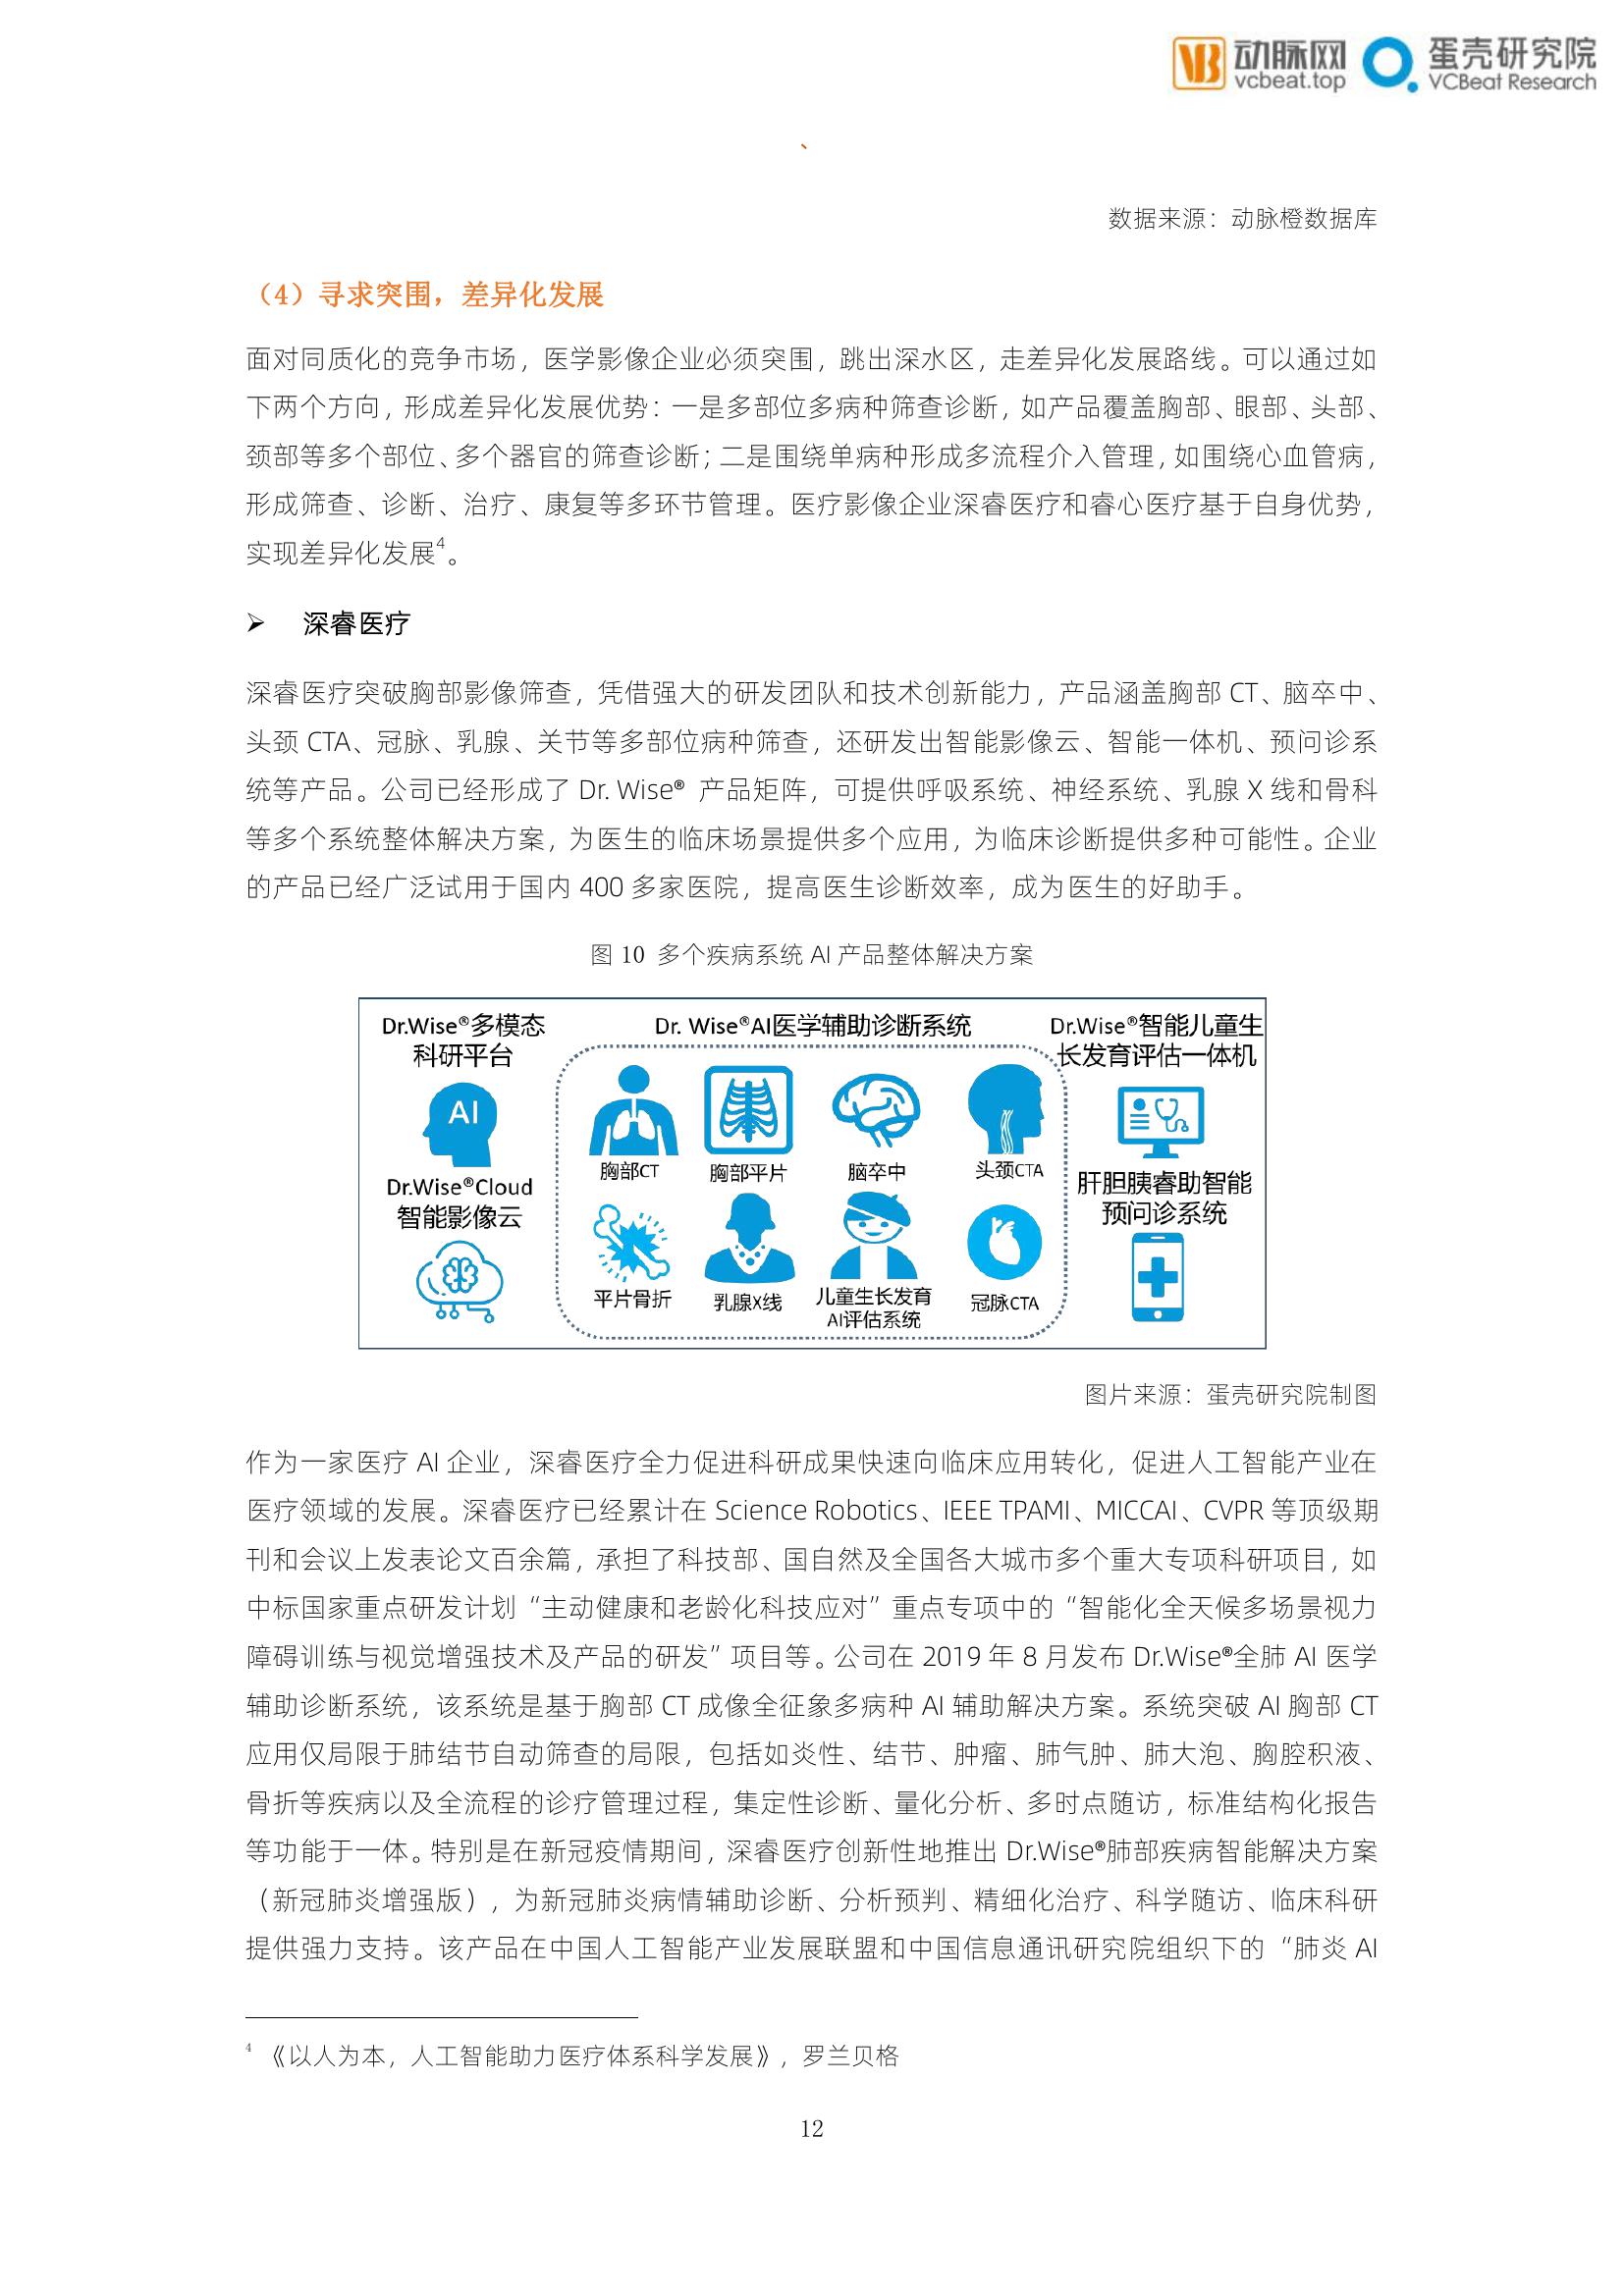 动脉网
vcbeat.top
蛋壳研究院
VCBeat Research
、
数据来源：动脉橙数据库
（4）寻求突围，差异化发展
面对同质化的竞争市场，医学影像企业必须突围，跳出深水区，走差异化发展路线。可以通过如
下两个方向，形成差异化发展优势：一是多部位多病种筛查诊断，如产品覆盖胸部、眼部、头部、
颈部等多个部位、多个器官的筛查诊断；二是围绕单病种形成多流程介入管理，如围绕心血管病，
形成筛查、诊断、治疗、康复等多环节管理。医疗影像企业深睿医疗和睿心医疗基于自身优势，
实现差异化发展4。
➢ 深睿医疗
深睿医疗突破胸部影像筛查，凭借强大的研发团队和技术创新能力，产品涵盖胸部 CT、脑卒中、
头颈 CTA、冠脉、乳腺、关节等多部位病种筛查，还研发出智能影像云、智能一体机、预问诊系
统等产品。公司已经形成了 Dr. Wise® 产品矩阵，可提供呼吸系统、神经系统、乳腺 X 线和骨科
等多个系统整体解决方案，为医生的临床场景提供多个应用，为临床诊断提供多种可能性。企业
的产品已经广泛试用于国内 400 多家医院，提高医生诊断效率，成为医生的好助手。
图 10 多个疾病系统 AI 产品整体解决方案
Dr.Wise®多模态
科研平台
AI
Dr.Wise®Cloud
智能影像云
Dr. Wise®AI医学辅助诊断系统
胸部CT
胸部平片
脑卒中
头颈CTA
平片骨折
乳腺X线
儿童生长发育
AI评估系统
冠脉CTA
Dr.Wise®智能儿童生
长发育评估一体机
肝胆胰睿助智能
预问诊系统
图片来源：蛋壳研究院制图
作为一家医疗 AI 企业，深睿医疗全力促进科研成果快速向临床应用转化，促进人工智能产业在
医疗领域的发展。深睿医疗已经累计在 Science Robotics、IEEE TPAMI、MICCAI、CVPR 等顶级期
刊和会议上发表论文百余篇，承担了科技部、国自然及全国各大城市多个重大专项科研项目，如
中标国家重点研发计划“主动健康和老龄化科技应对”重点专项中的“智能化全天候多场景视力
障碍训练与视觉增强技术及产品的研发”项目等。公司在 2019 年 8 月发布 Dr.Wise®全肺 AI 医学
辅助诊断系统，该系统是基于胸部 CT 成像全征象多病种 AI 辅助解决方案。系统突破 AI 胸部 CT
应用仅局限于肺结节自动筛查的局限，包括如炎性、结节、肿瘤、肺气肿、肺大泡、胸腔积液、
骨折等疾病以及全流程的诊疗管理过程，集定性诊断、量化分析、多时点随访，标准结构化报告
等功能于一体。特别是在新冠疫情期间，深睿医疗创新性地推出 Dr.Wise®肺部疾病智能解决方案
（新冠肺炎增强版），为新冠肺炎病情辅助诊断、分析预判、精细化治疗、科学随访、临床科研
提供强力支持。该产品在中国人工智能产业发展联盟和中国信息通讯研究院组织下的“肺炎 AI
4 《以人为本，人工智能助力医疗体系科学发展》，罗兰贝格
12